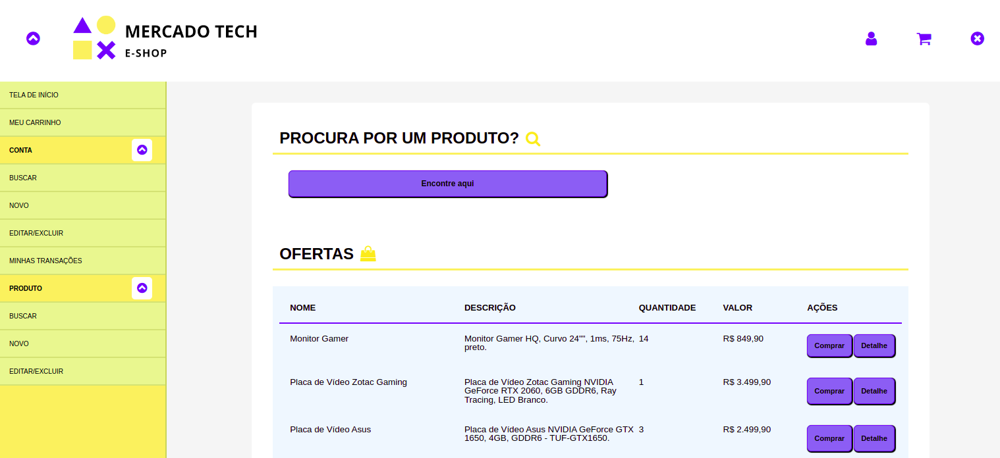 MERCADO TECH
E-SHOP
TELA DE INÍCIO
MEU CARRINHO
CONTA
BUSCAR
NOVO
EDITAR/EXCLUIR
MINHAS TRANSAÇÕES
PRODUTO
BUSCAR
NOVO
EDITAR/EXCLUIR
PROCURA POR UM PRODUTO?
Encontre aqui
OFERTAS
NOME DESCRIÇÃO QUANTIDADE VALOR AÇÕES
Monitor Gamer Monitor Gamer HQ, Curvo 24"", 1ms, 75Hz, 14 R$ 849,90 Comprar Detalhe
preto.
Placa de Vídeo Zotac Gaming Placa de Vídeo Zotac Gaming NVIDIA 1 R$ 3.499,90 Comprar Detalhe
GeForce RTX 2060, 6GB GDDR6, Ray
Tracing, LED Branco.
Placa de Vídeo Asus Placa de Vídeo Asus NVIDIA GeForce GTX 3 R$ 2.499,90 Comprar Detalhe
1650, 4GB, GDDR6 - TUF-GTX1650.